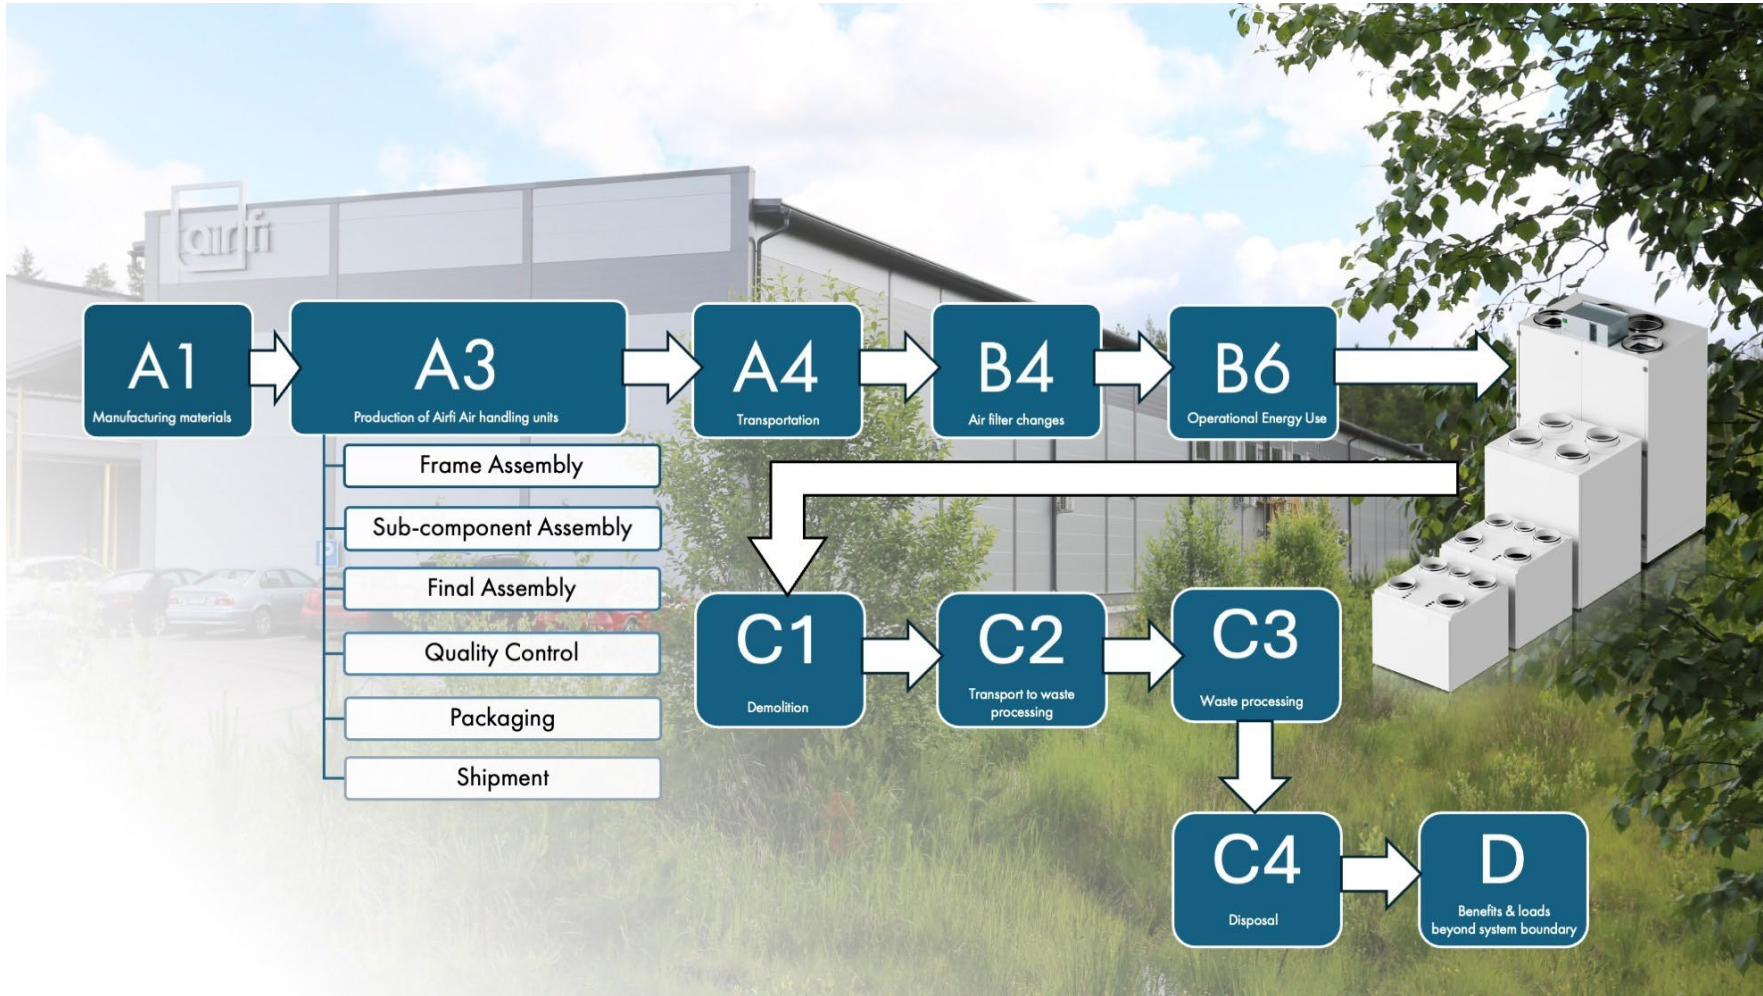 airfi
A1
Manufacturing materials
A3
Production of Airfi Air handling units
Frame Assembly
Sub-component Assembly
Final Assembly
Quality Control
Packaging
Shipment
A4
Transportation
B4
Air filter changes
B6
Operational Energy Use
C1
Demolition
C2
Transport to waste
processing
C3
Waste processing
C4
Disposal
D
Benefits & loads
beyond system boundary
P